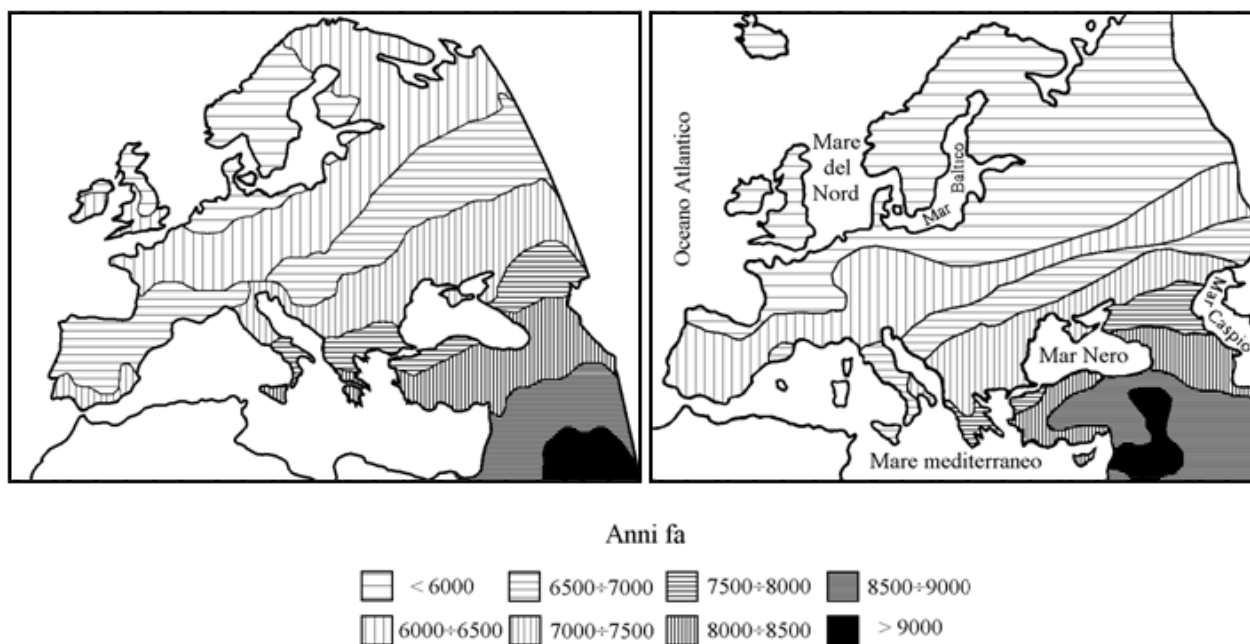 Oceano Atlantico
Mare
del
Nord
Mar
Baltico
Mar Nero
Mar
Caspio
Mare mediterraneo
Anni fa
< 6000
6500÷7000
7500÷8000
8500÷9000
6000÷6500
7000÷7500
8000÷8500
> 9000